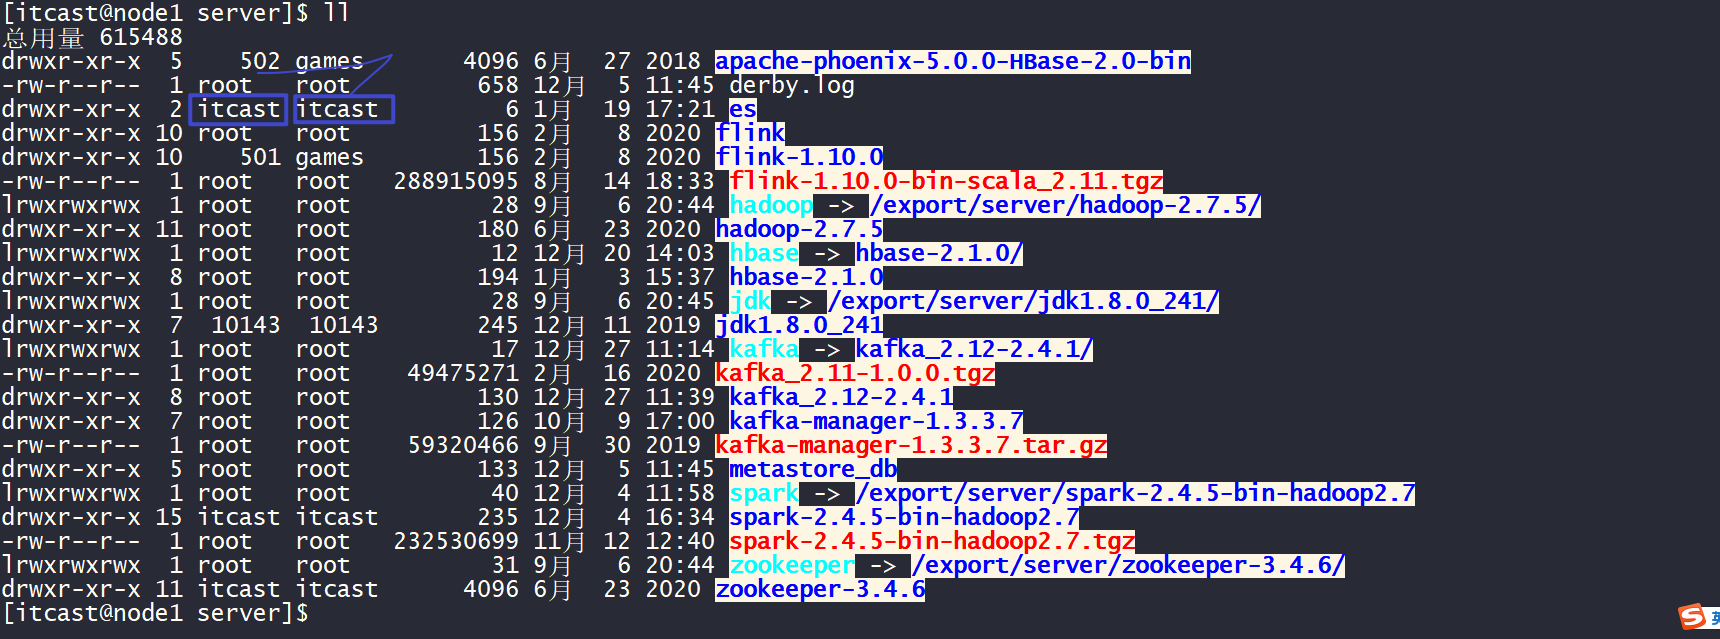 [itcast@node1 server]$ ll
总用量 615488
drwxr-xr-x  5    502 games       4096 6月  27 2018 apache-phoenix-5.0.0-HBase-2.0-bin
-rw-r--r--  1 root   root         658 12月  5 11:45 derby.log
drwxr-xr-x  2 itcast itcast         6 1月  19 17:21 es
drwxr-xr-x 10 root   root         156 2月   8 2020 flink
drwxr-xr-x 10    501 games        156 2月   8 2020 flink-1.10.0
-rw-r--r--  1 root   root   288915095 8月  14 18:33 flink-1.10.0-bin-scala_2.11.tgz
lrwxrwxrwx  1 root   root          28 9月   6 20:44 hadoop -> /export/server/hadoop-2.7.5/
drwxr-xr-x 11 root   root         180 6月  23 2020 hadoop-2.7.5
lrwxrwxrwx  1 root   root          12 12月 20 14:03 hbase -> hbase-2.1.0/
drwxr-xr-x  8 root   root         194 1月   3 15:37 hbase-2.1.0
lrwxrwxrwx  1 root   root          28 9月   6 20:45 jdk -> /export/server/jdk1.8.0_241/
drwxr-xr-x  7  10143  10143       245 12月 11 2019 jdk1.8.0_241
lrwxrwxrwx  1 root   root          17 12月 27 11:14 kafka -> kafka_2.12-2.4.1/
-rw-r--r--  1 root   root    49475271 2月  16 2020 kafka_2.11-1.0.0.tgz
drwxr-xr-x  8 root   root         130 12月 27 11:39 kafka_2.12-2.4.1
drwxr-xr-x  7 root   root         126 10月  9 17:00 kafka-manager-1.3.3.7
-rw-r--r--  1 root   root    59320466 9月  30 2019 kafka-manager-1.3.3.7.tar.gz
drwxr-xr-x  5 root   root         133 12月  5 11:45 metastore_db
lrwxrwxrwx  1 root   root          40 12月  4 11:58 spark -> /export/server/spark-2.4.5-bin-hadoop2.7
drwxr-xr-x 15 itcast itcast       235 12月  4 16:34 spark-2.4.5-bin-hadoop2.7
-rw-r--r--  1 root   root   232530699 11月 12 12:40 spark-2.4.5-bin-hadoop2.7.tgz
lrwxrwxrwx  1 root   root          31 9月   6 20:44 zookeeper -> /export/server/zookeeper-3.4.6/
drwxr-xr-x 11 itcast itcast      4096 6月  23 2020 zookeeper-3.4.6
[itcast@node1 server]$